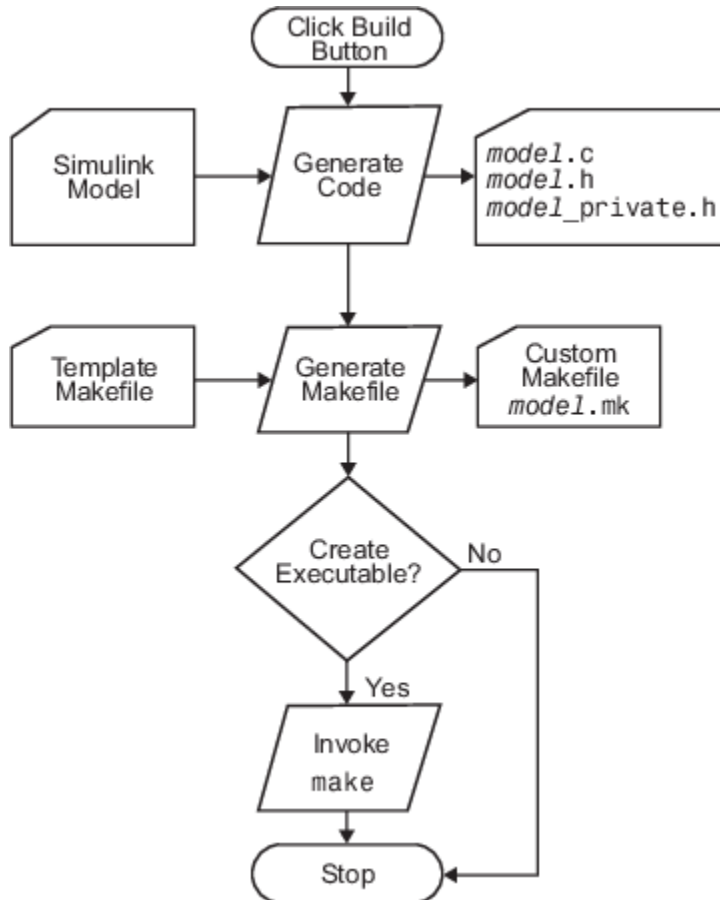 Click Build
Button
Simulink
Model
Generate
Code
model.c
model.h
model_private.h
Template
Makefile
Generate
Makefile
Custom
Makefile
model.mk
Create
Executable?
No
Yes
Invoke
make
Stop